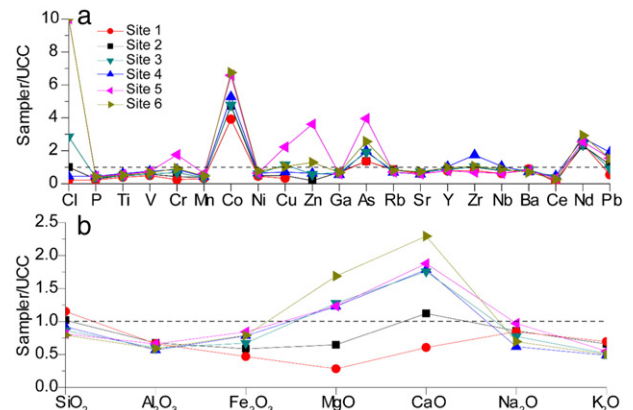 a
10
8
6
4
2
0
Sampler/UCC
Site 1
Site 2
Site 3
Site 4
Site 5
Site 6
Cl P Ti V Cr Mn Co Ni Cu Zn Ga As Rb Sr Y Zr Nb Ba Ce Nd Pb
b
2.5
2.0
1.5
1.0
0.5
0.0
Sampler/UCC
SiO₂ Al₂O₃ Fe₂O₃ MgO CaO Na₂O K₂O